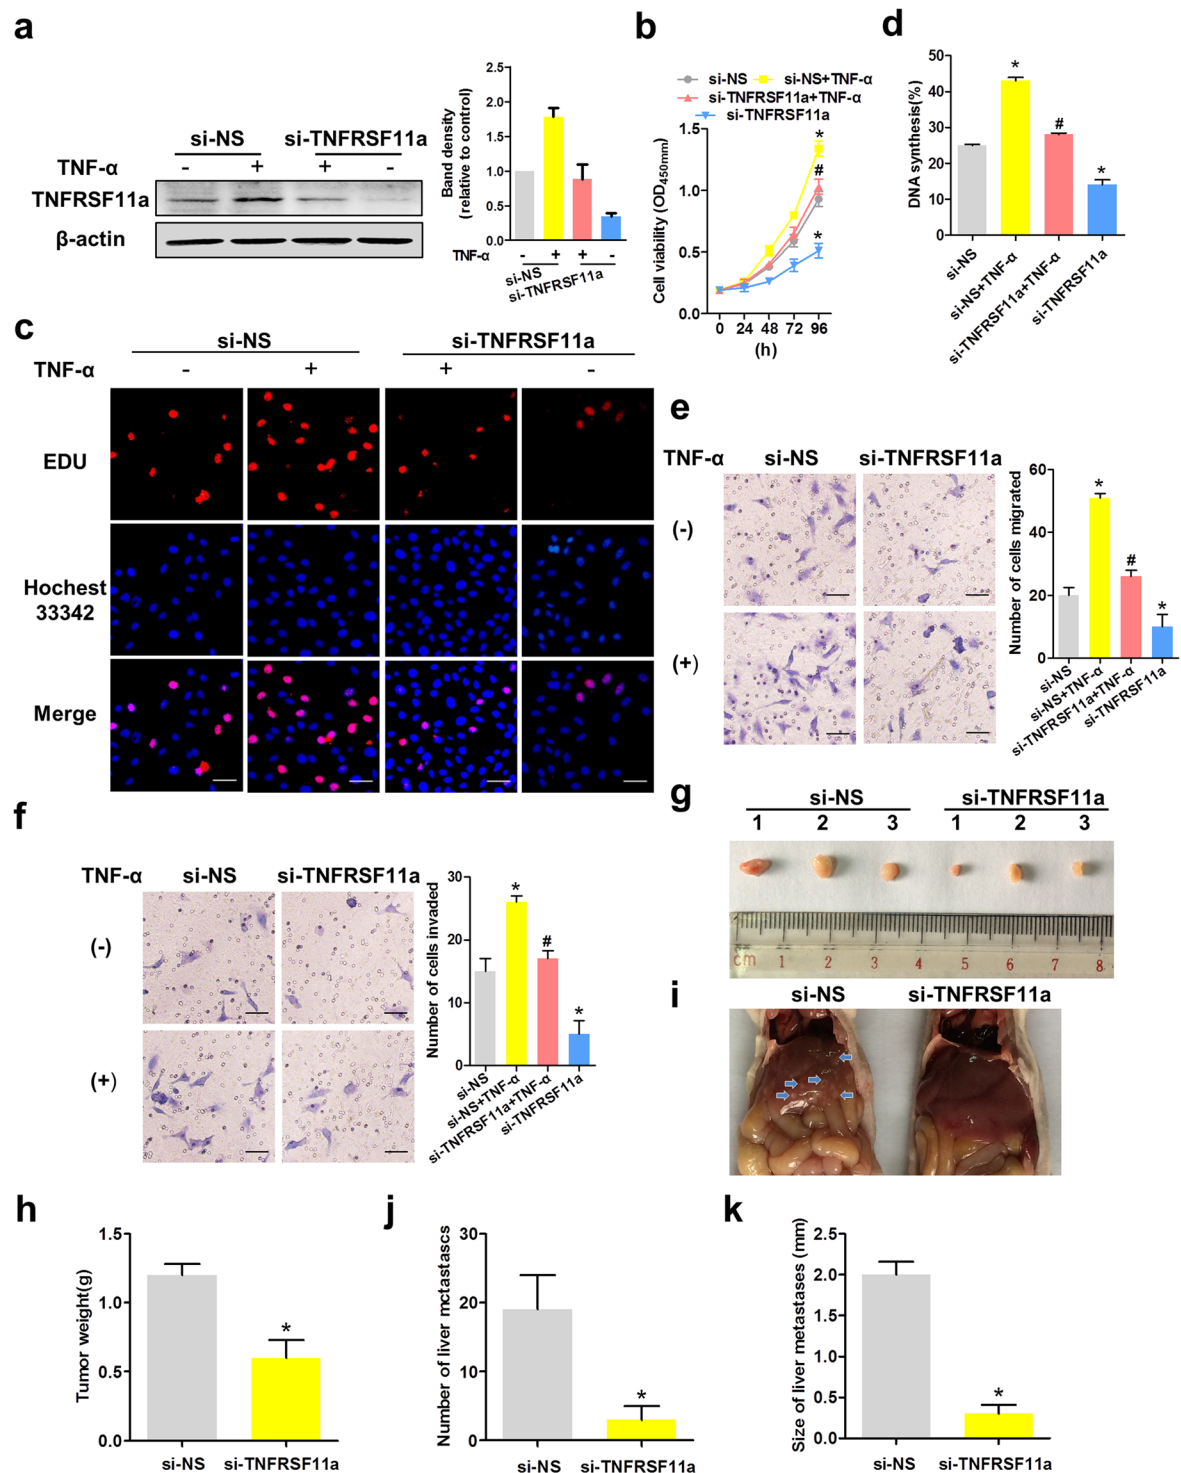 a
si-NS si-TNFRSF11a
TNF-α - + + -
TNFRSF11a
β-actin
2.5
2.0
1.5
1.0
0.5
0.0
Band density
(relative to control)
TNF-α - + + -
si-NS
si-TNFRSF11a
b
si-NS si-NS+TNF-α
si-TNFRSF11a+TNF-α
si-TNFRSF11a
Cell viability (OD450mm)
1.5
1.0
0.5
0.0
*
#
*
0 24 48 72 96
(h)
d
DNA synthesis(%)
50
40
30
20
10
0
*
#
*
si-NS
si-NS+TNF-α
si-TNFRSF11a+TNF-α
si-TNFRSF11a
c
si-NS si-TNFRSF11a
TNF-α - + + -
EDU
Hochest
33342
Merge
e
TNF-α si-NS si-TNFRSF11a
(-)
(+)
Number of cells migrated
60
40
20
0
*
#
*
si-NS
si-NS+TNF-α
si-TNFRSF11a+TNF-α
si-TNFRSF11a
f
TNF-α si-NS si-TNFRSF11a
(-)
(+)
Number of cells invaded
30
20
10
0
*
#
*
si-NS
si-NS+TNF-α
si-TNFRSF11a+TNF-α
si-TNFRSF11a
g
si-NS si-TNFRSF11a
1 2 3 1 2 3
cm 1 2 3 4 5 6 7 8
i
si-NS si-TNFRSF11a
h
Tumor weight(g)
1.5
1.0
0.5
0.0
*
si-NS si-TNFRSF11a
j
Number of liver mctastascs
30
20
10
0
*
si-NS si-TNFRSF11a
k
Size of liver metastases (mm)
2.5
2.0
1.5
1.0
0.5
0.0
*
si-NS si-TNFRSF11a